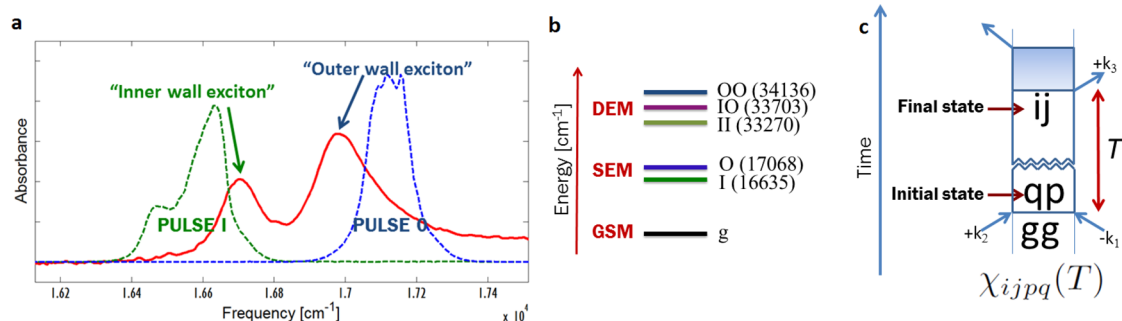 a
"Inner wall exciton"
"Outer wall exciton"
PULSE I
PULSE 0
Absorbance
1.62
1.64
1.66
1.68
1.7
1.72
1.74
x 10⁴
Frequency [cm⁻¹]
b
Energy [cm⁻¹]
DEM
SEM
GSM
OO (34136)
IO (33703)
II (33270)
O (17068)
I (16635)
g
c
Time
+k₃
Final state
ij
T
Initial state
qp
+k₂
gg
-k₁
χijpq(T)